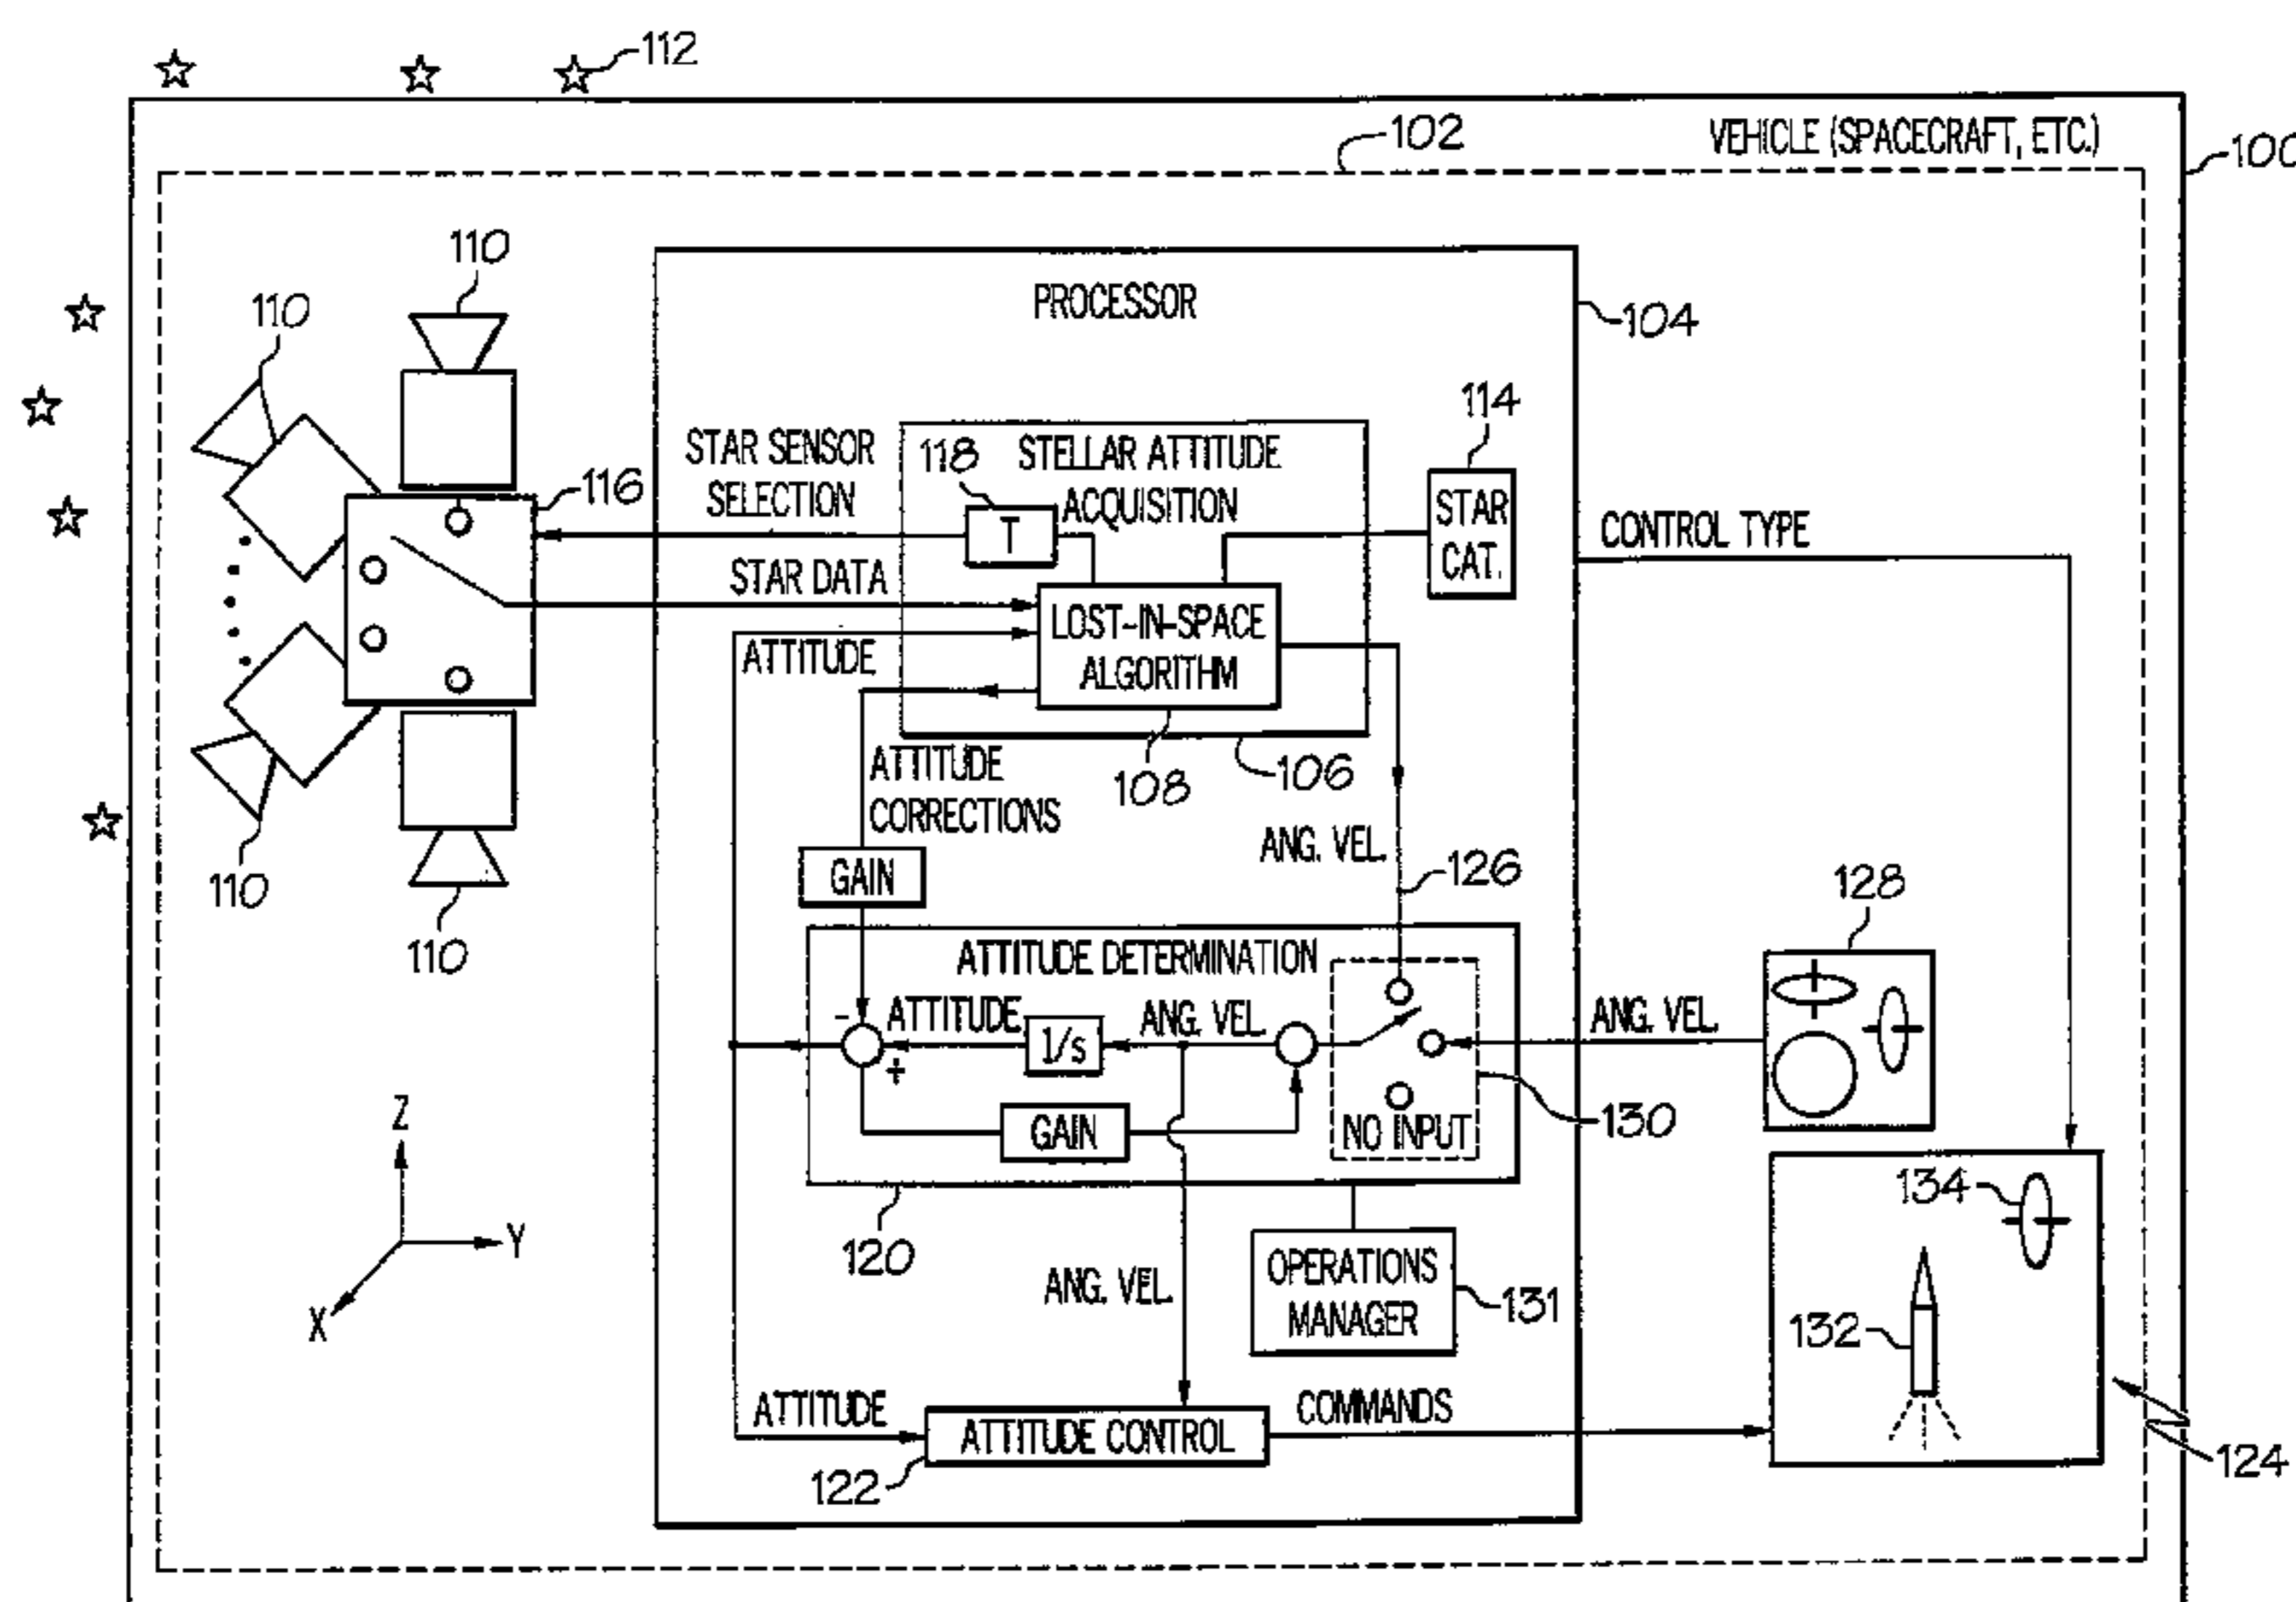 112
102
VEHICLE (SPACECRAFT, ETC.)
100
110
110
PROCESSOR
104
114
STAR SENSOR
SELECTION
118
STELLAR ATTITUDE
ACQUISITION
T
STAR
CAT.
116
CONTROL TYPE
STAR DATA
LOST-IN-SPACE
ALGORITHM
ATTITUDE
108
106
ATTITUDE
CORRECTIONS
ANG. VEL.
126
GAIN
110
110
128
ATTITUDE DETERMINATION
-
ATTITUDE
1/s
ANG. VEL.
ANG. VEL.
+
GAIN
NO INPUT
130
Z
Y
X
120
ANG. VEL.
OPERATIONS
MANAGER
131
134
132
ATTITUDE
ATTITUDE CONTROL
COMMANDS
122
124